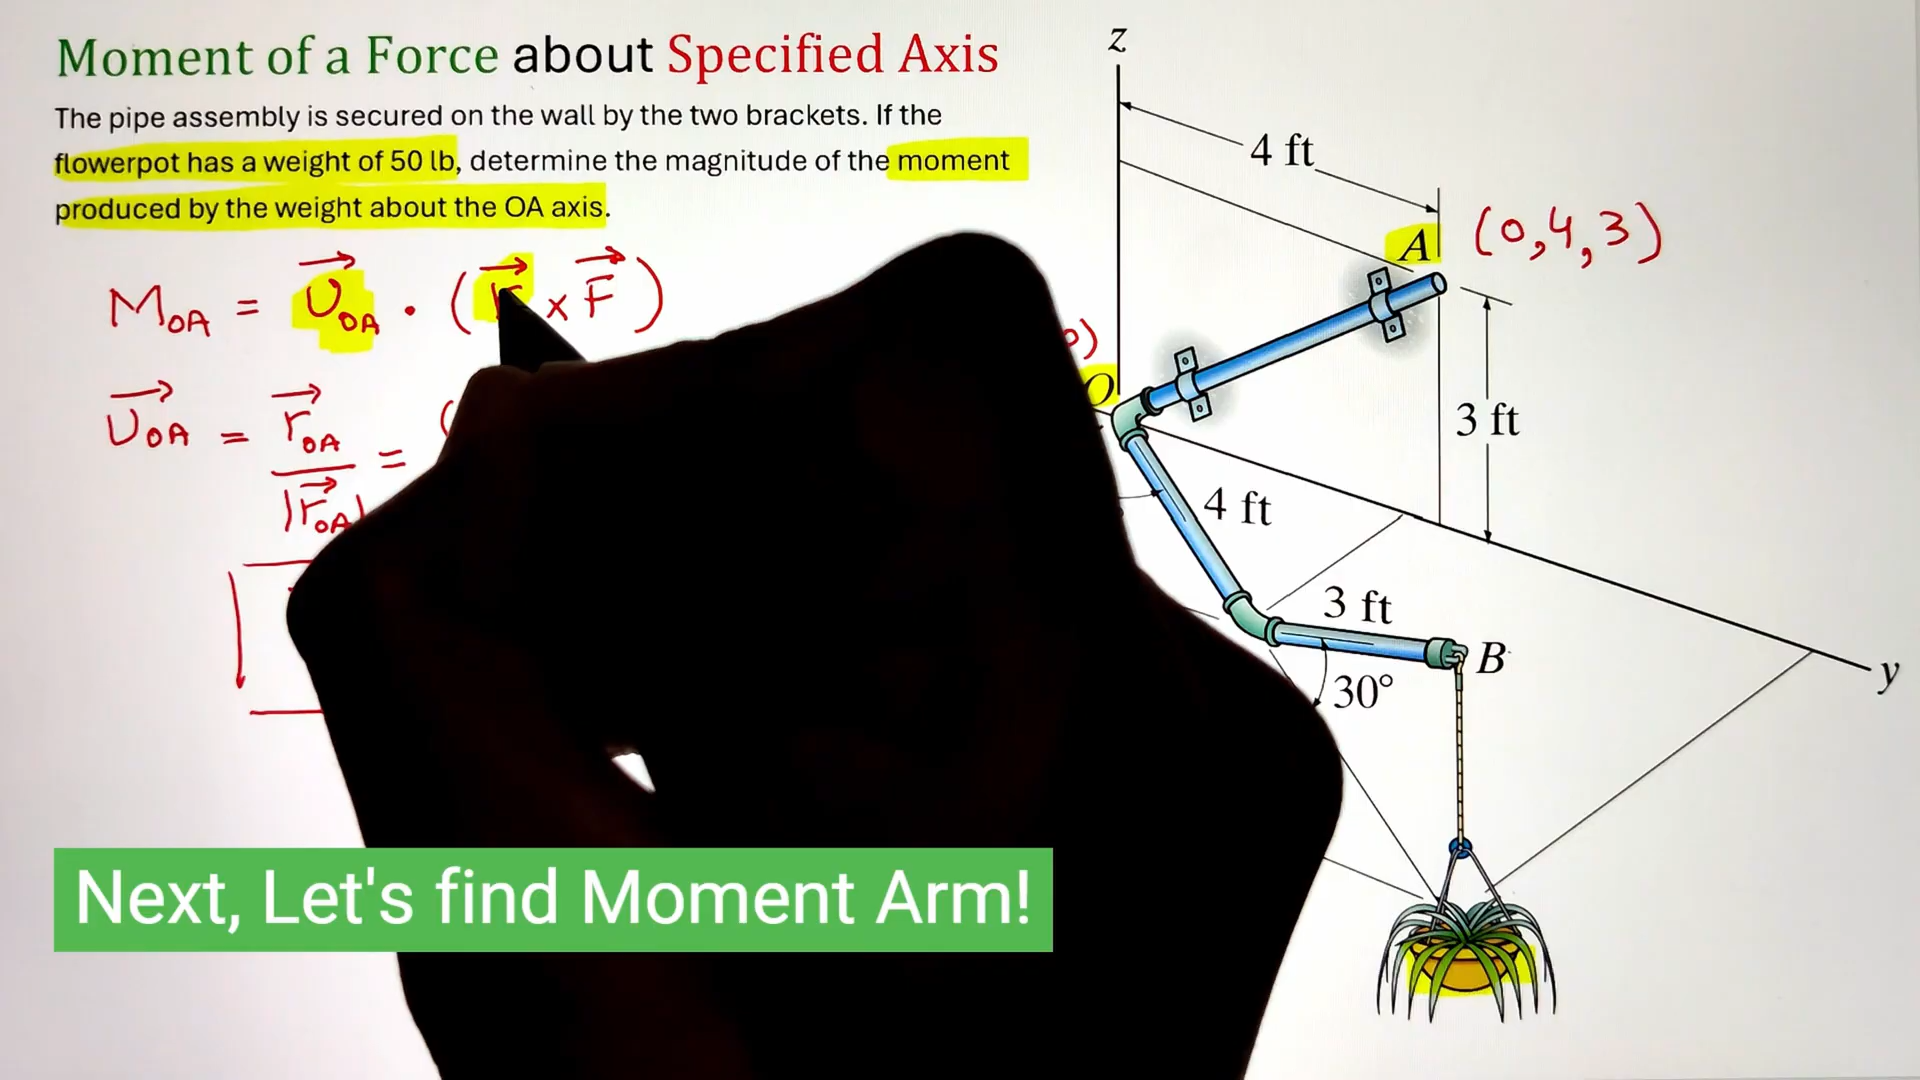 Moment of a Force about Specified Axis
The pipe assembly is secured on the wall by the two brackets. If the
flowerpot has a weight of 50 lb, determine the magnitude of the moment
produced by the weight about the OA axis.
M_OA = U_OA · (r × F)
U_OA = r_OA / |r_OA| = (
z
4 ft
A (0,4,3)
0)
O
3 ft
4 ft
3 ft
B
30°
y
Next, Let's find Moment Arm!